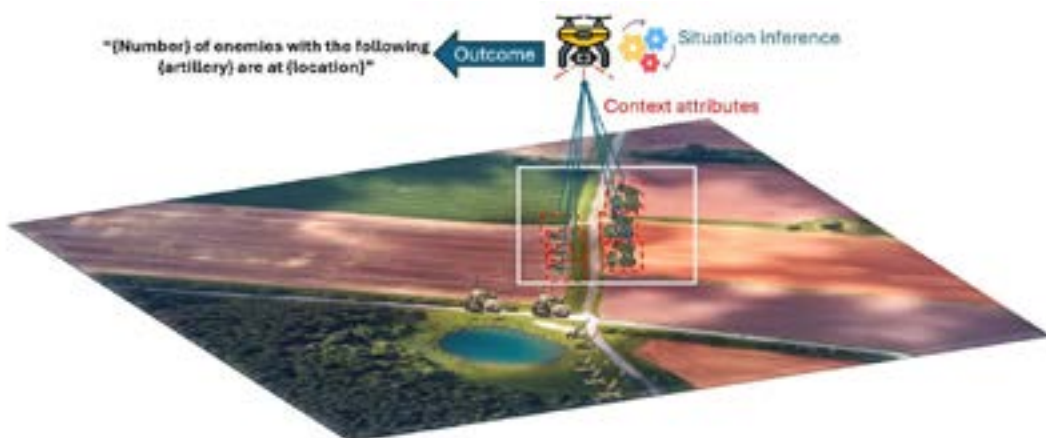 "{Number} of enemies with the following
{artillery} are at {location}"
Outcome
Situation inference
Context attributes